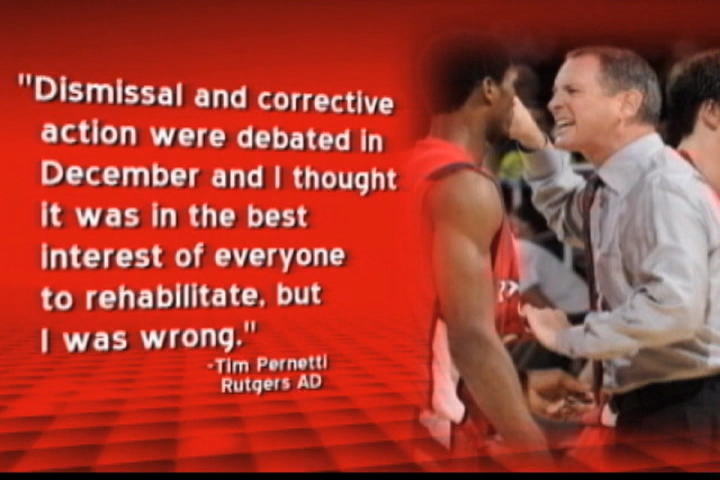 "Dismissal and corrective
action were debated in
December and I thought
it was in the best
interest of everyone
to rehabilitate, but
I was wrong."
-Tim Pernetti
Rutgers AD